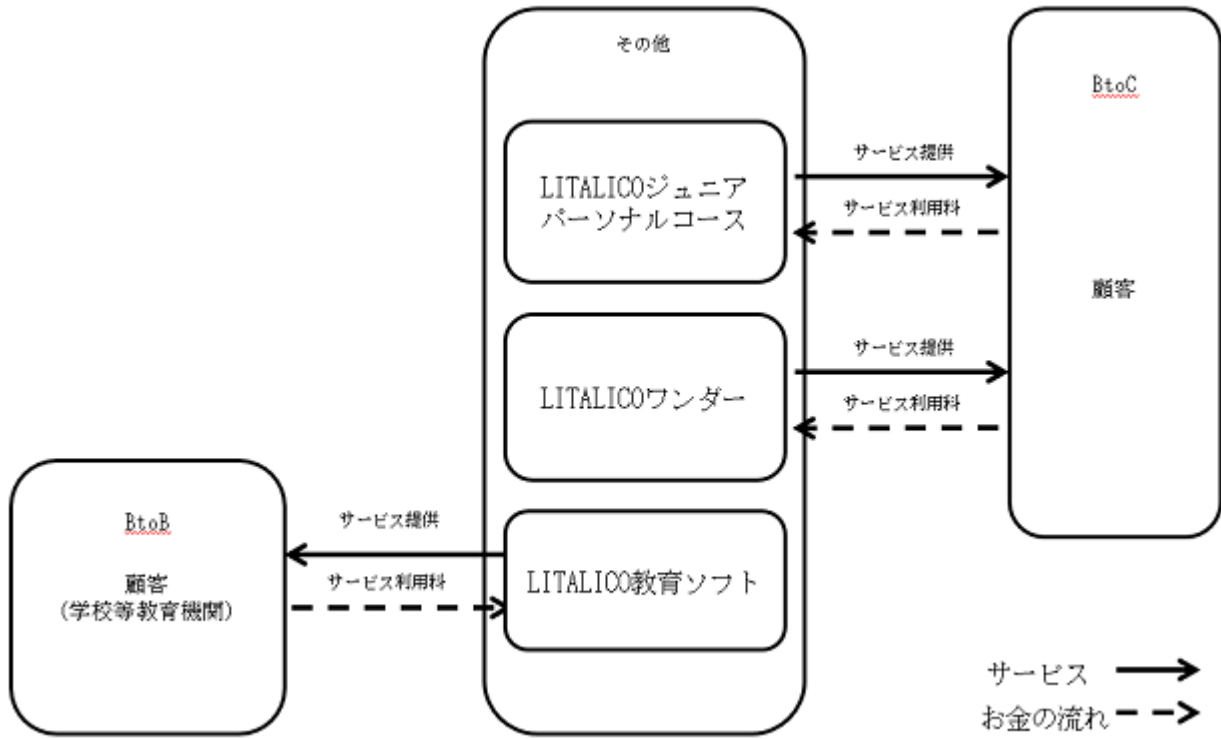 その他
LITALICOジュニア
パーソナルコース
サービス提供
サービス利用料
BtoC
顧客
LITALICOワンダー
サービス提供
サービス利用料
BtoB
顧客
(学校等教育機関)
サービス提供
サービス利用料
LITALICO教育ソフト
サービス
お金の流れ